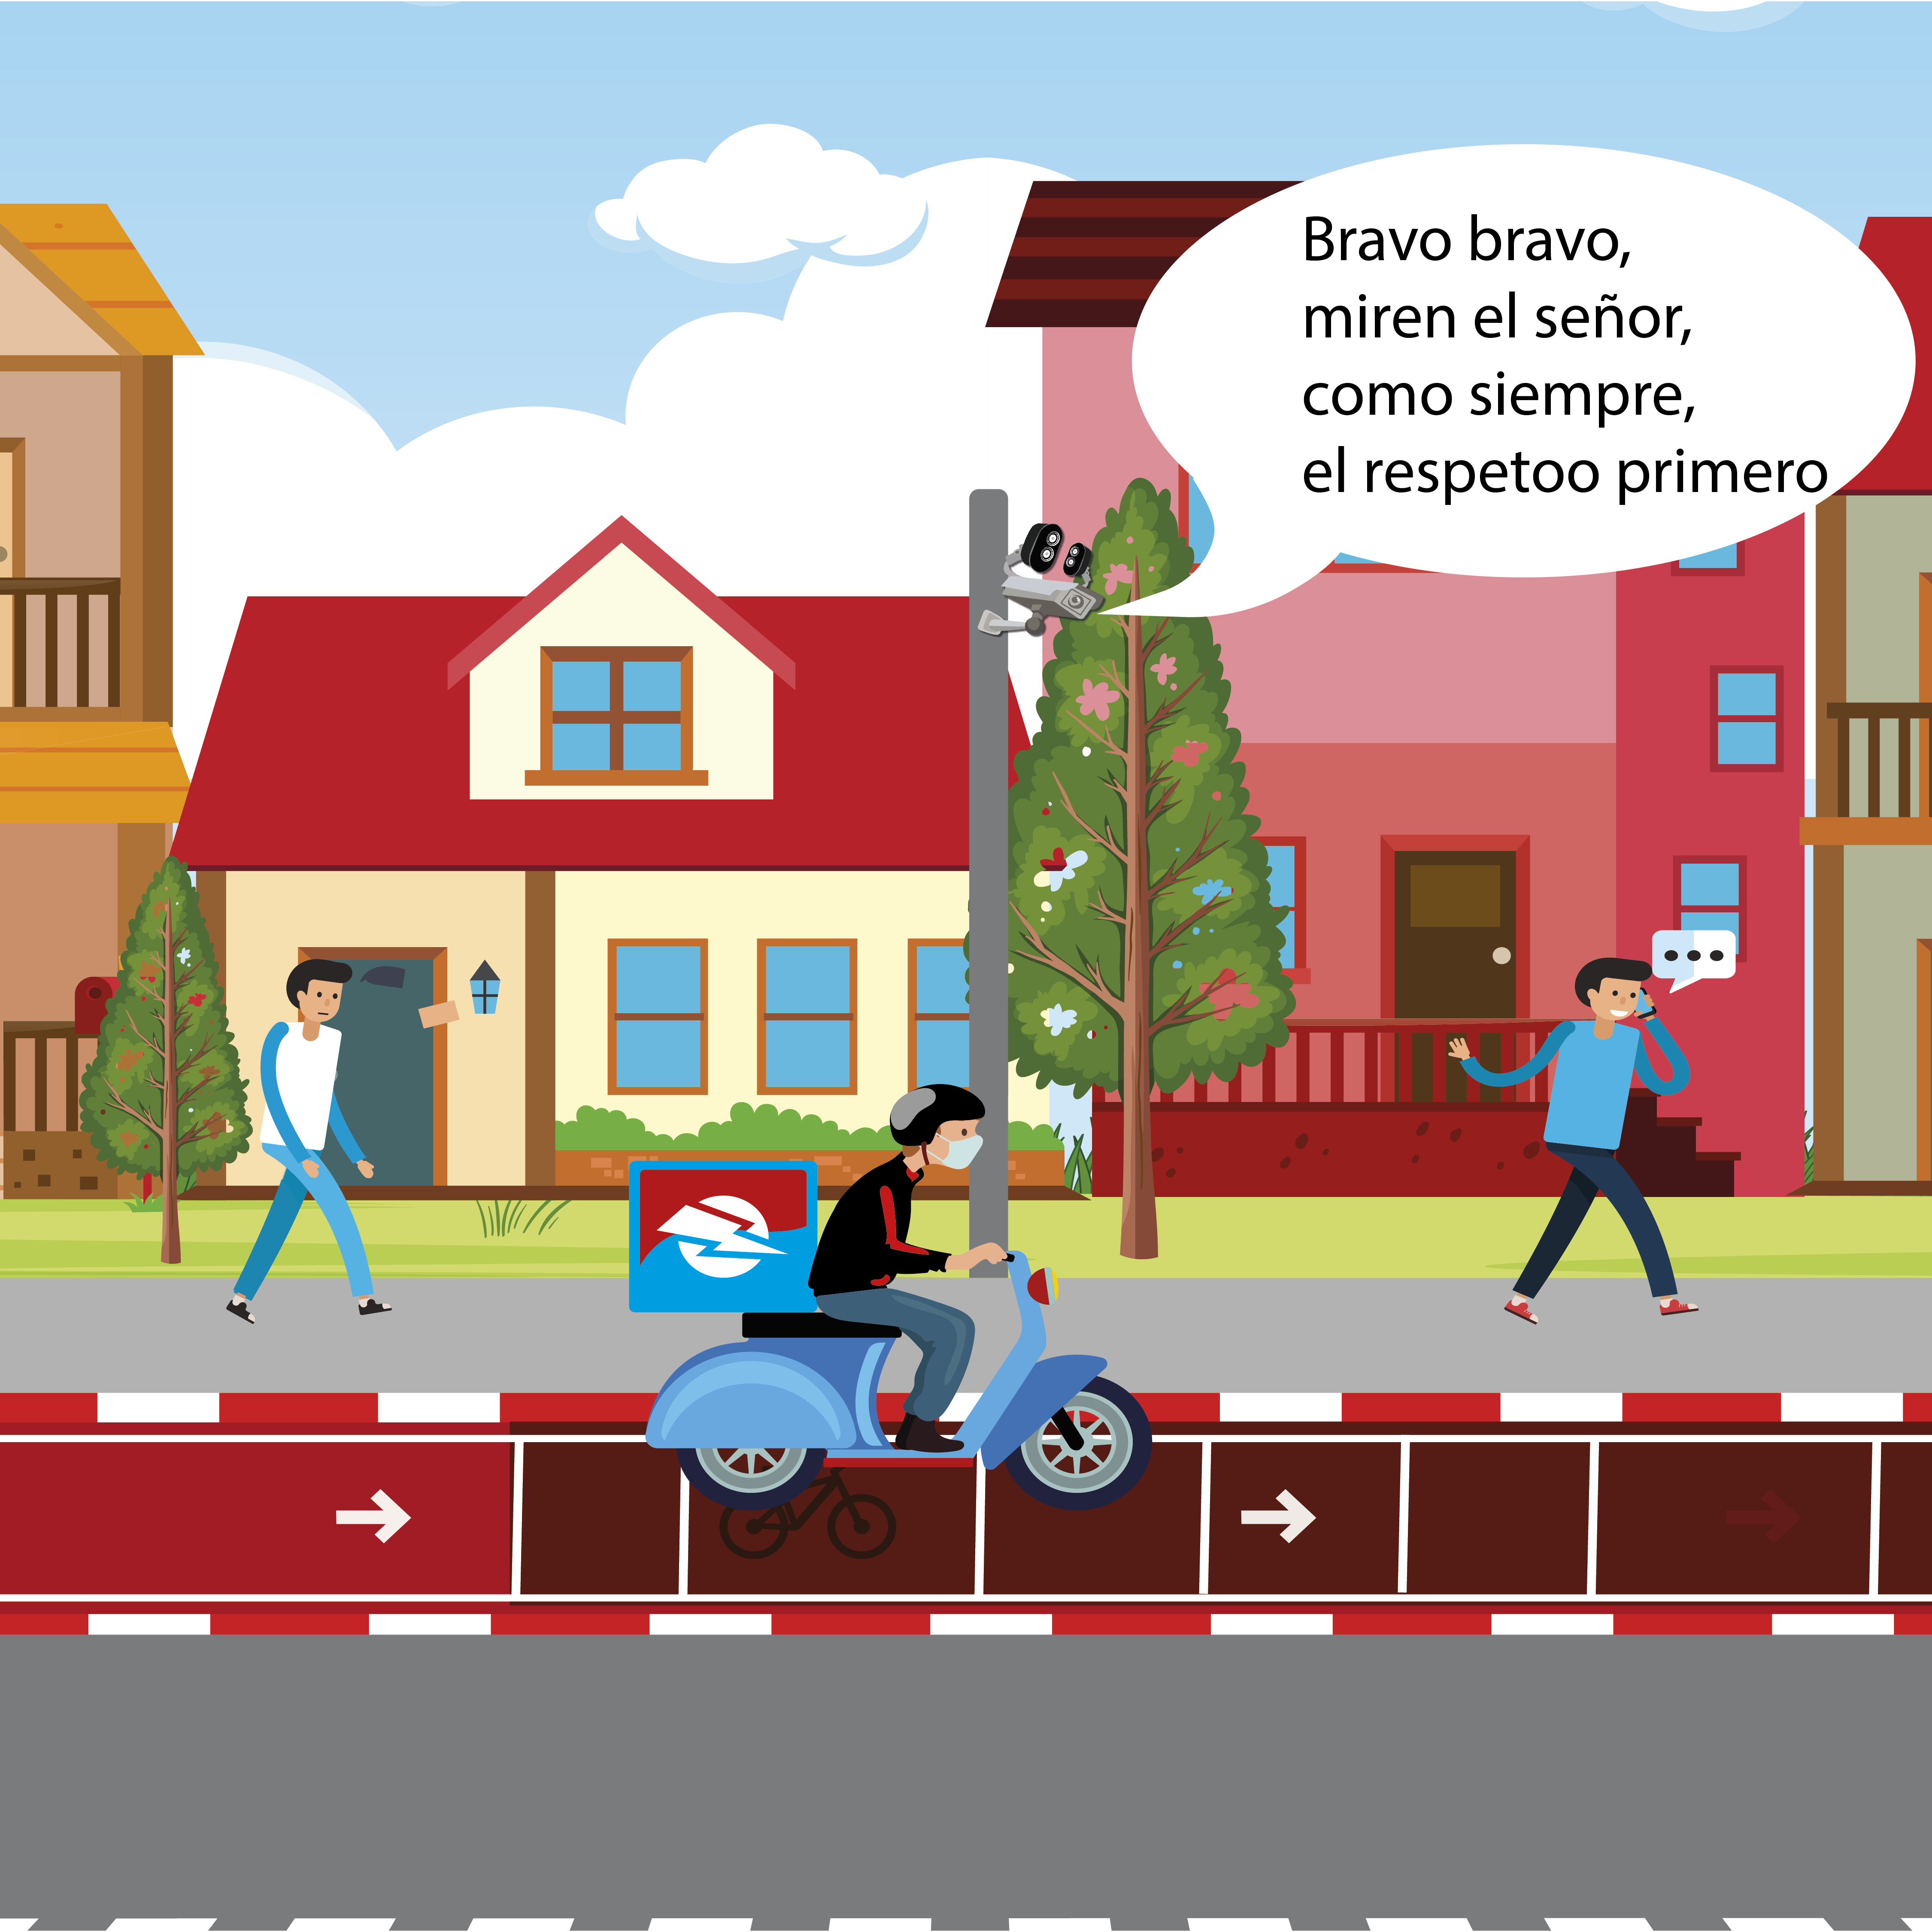 Bravo bravo,
miren el señor,
como siempre,
el respetoo primero